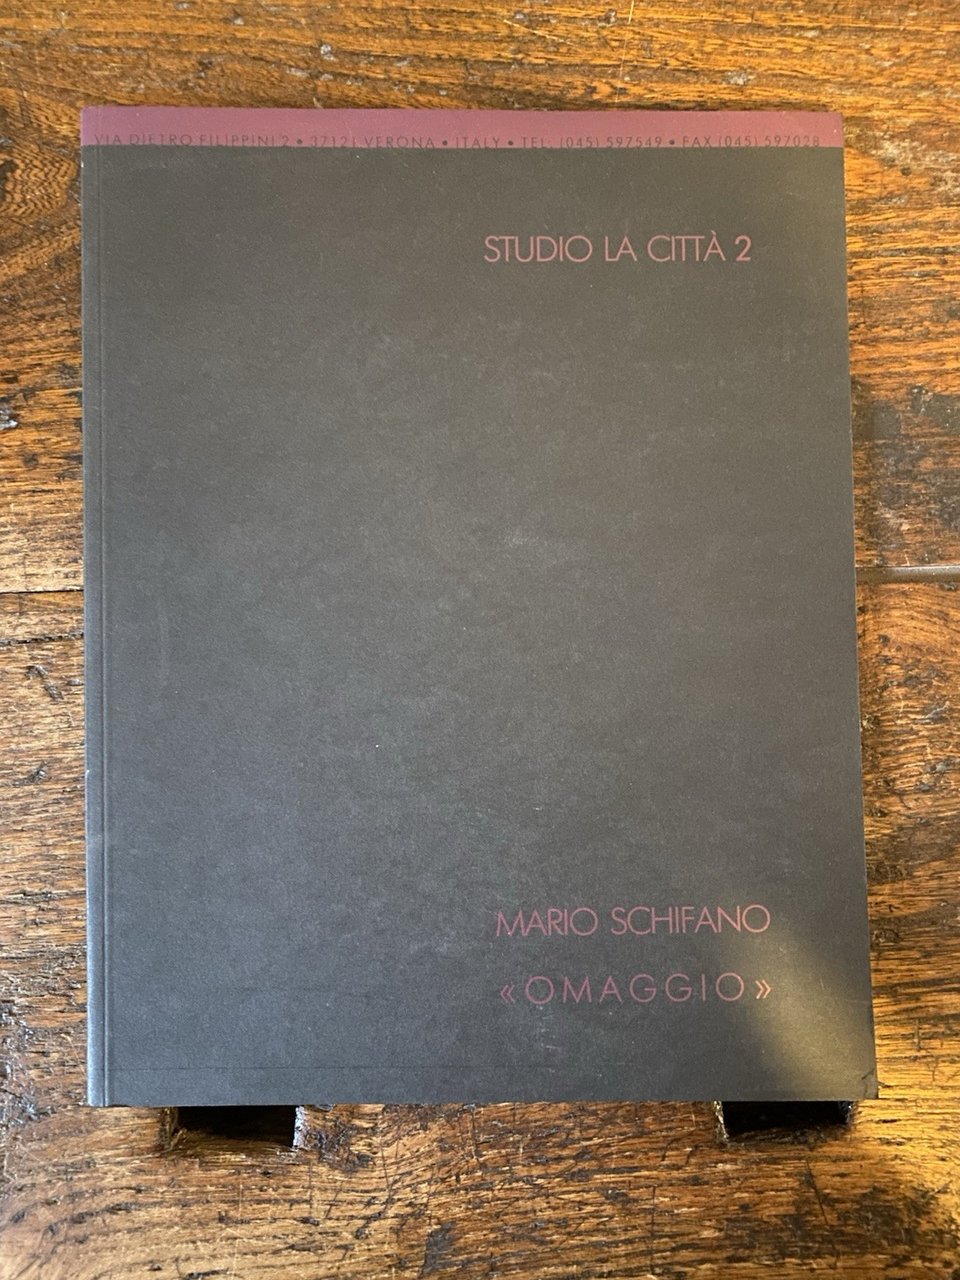 VIA DIETRO FILIPPINI 2 • 37121 VERONA • ITALY • TEL: (045) 597549 • FAX (045) 597028
STUDIO LA CITTÀ 2
MARIO SCHIFANO
«OMAGGIO»